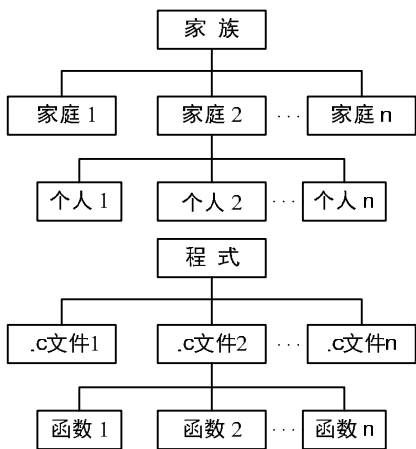 家 族
家庭 1 家庭 2 ··· 家庭 n
个人 1 个人 2 ··· 个人 n
程 式
.c文件1 .c文件2 ··· .c文件n
函数 1 函数 2 ··· 函数 n